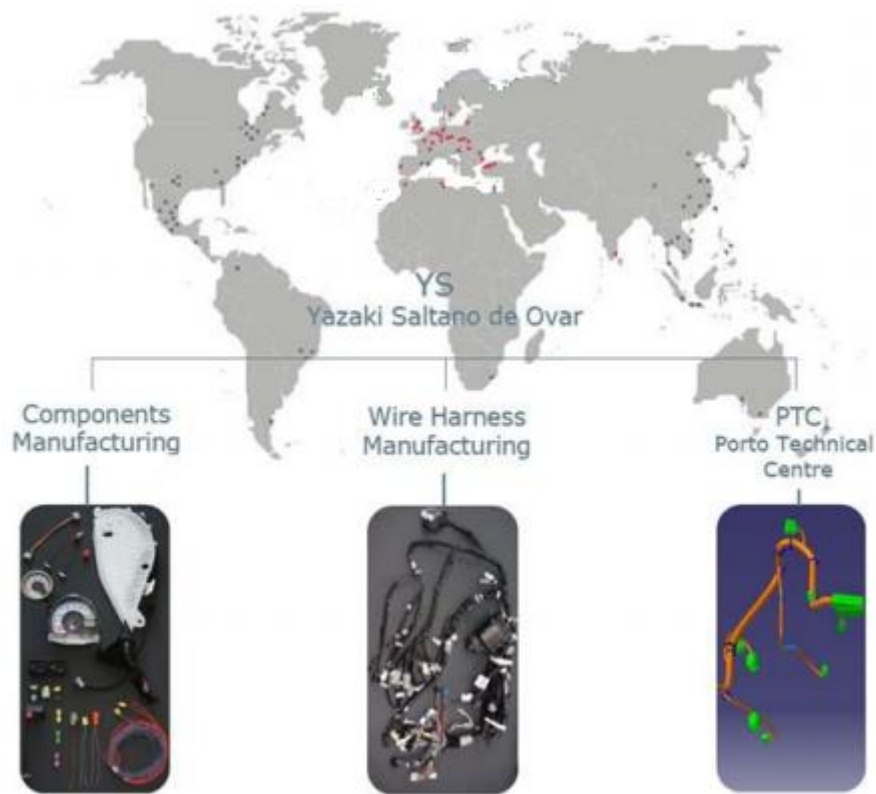 YS
Yazaki Saltano de Ovar
Components
Manufacturing
Wire Harness
Manufacturing
PTC
Porto Technical
Centre